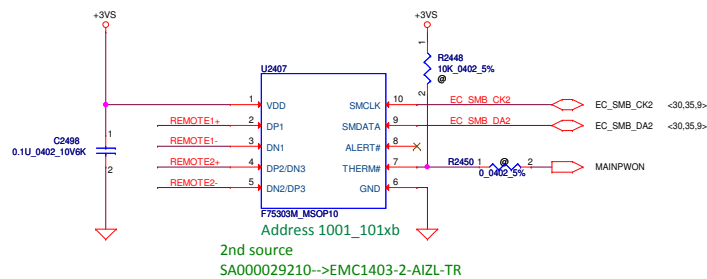 +3VS
+3VS
U2407
R2448
10K_0402_5%
@
1
2
1
VDD
SMCLK
10
EC_SMB_CK2
EC_SMB_CK2
<30,35,9>
REMOTE1+
2
DP1
SMDATA
9
EC_SMB_DA2
EC_SMB_DA2
<30,35,9>
C2498
0.1U_0402_10V6K
1
2
REMOTE1-
3
DN1
ALERT#
8
REMOTE2+
4
DP2/DN3
THERM#
7
R2450
1
@
2
0_0402_5%
MAINPWON
REMOTE2-
5
DN2/DP3
GND
6
F75303M_MSOP10
Address 1001_101xb
2nd source
SA000029210-->EMC1403-2-AIZL-TR